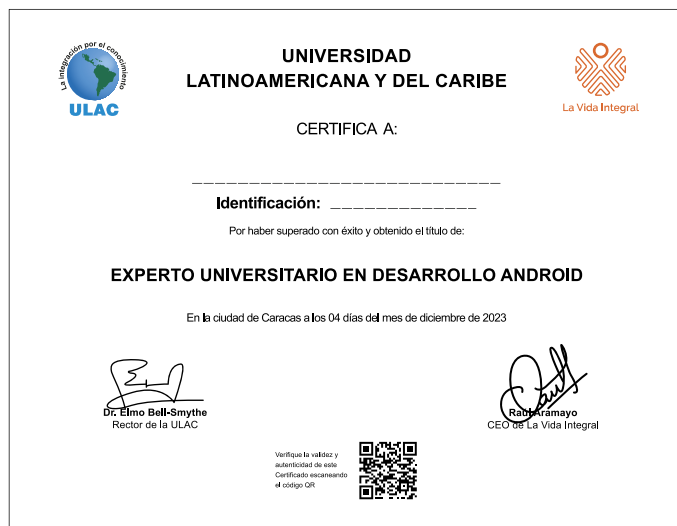 La integración por el conocimiento
ULAC
UNIVERSIDAD
LATINOAMERICANA Y DEL CARIBE
La Vida Integral
CERTIFICA A:
___________________________
Identificación: _____________
Por haber superado con éxito y obtenido el título de:
EXPERTO UNIVERSITARIO EN DESARROLLO ANDROID
En la ciudad de Caracas a los 04 días del mes de diciembre de 2023
Dr. Elmo Bell-Smythe
Rector de la ULAC
Raúl Aramayo
CEO de La Vida Integral
Verifique la validez y
autenticidad de este
Certificado escaneando
el código QR